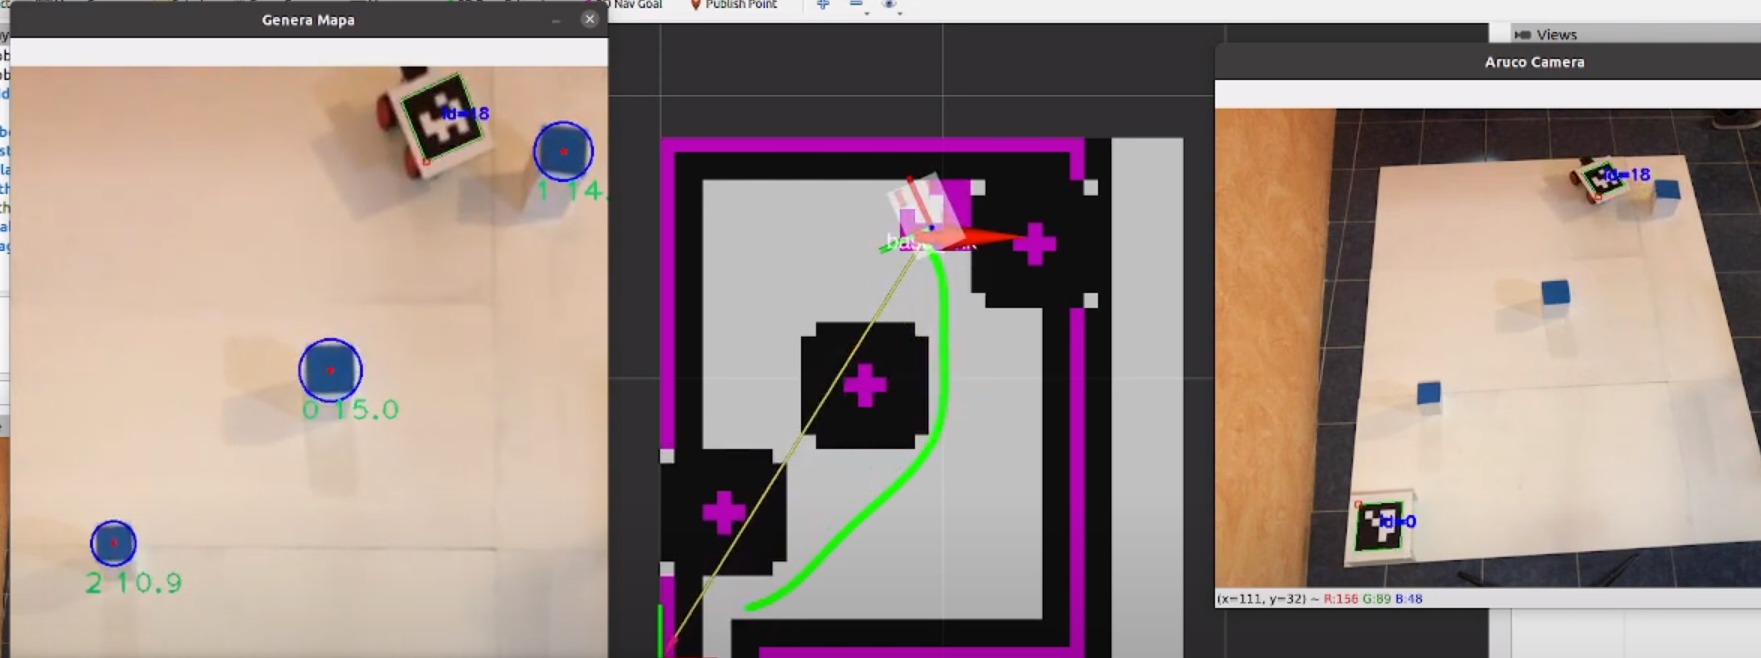 Nav Goal
Publish Point
Genera Mapa
id=18
1 14.
0 15.0
2 10.9
Views
Aruco Camera
id=18
id=0
(x=111, y=32) ~ R:156 G:89 B:48